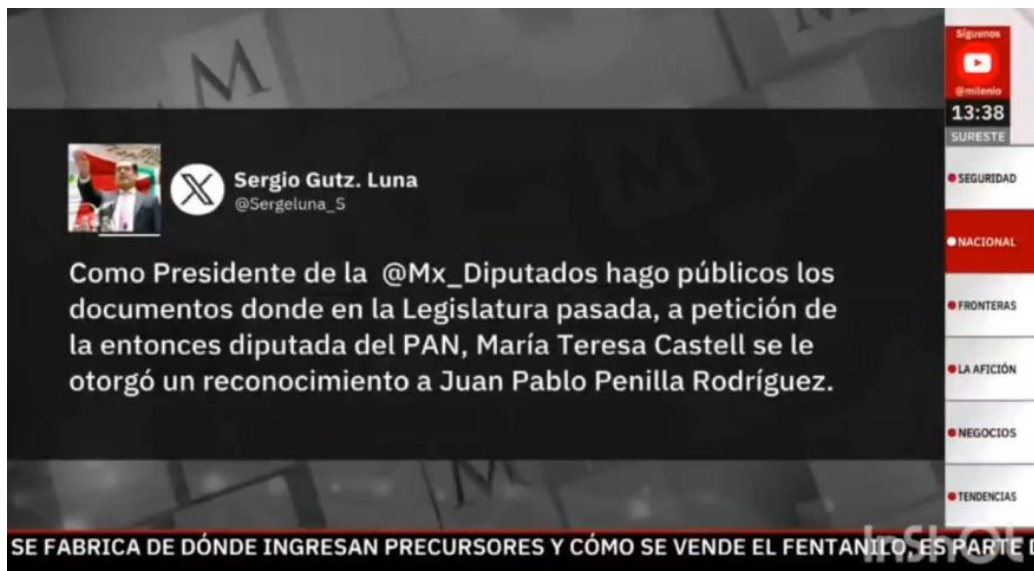 M
Síguenos
@milenio
13:38
SURESTE
Sergio Gutz. Luna
@Sergeluna_S
Como Presidente de la @Mx_Diputados hago públicos los
documentos donde en la Legislatura pasada, a petición de
la entonces diputada del PAN, María Teresa Castell se le
otorgó un reconocimiento a Juan Pablo Penilla Rodríguez.
SEGURIDAD
NACIONAL
FRONTERAS
LA AFICIÓN
NEGOCIOS
TENDENCIAS
InShOt
SE FABRICA DE DÓNDE INGRESAN PRECURSORES Y CÓMO SE VENDE EL FENTANILO, ES PARTE D